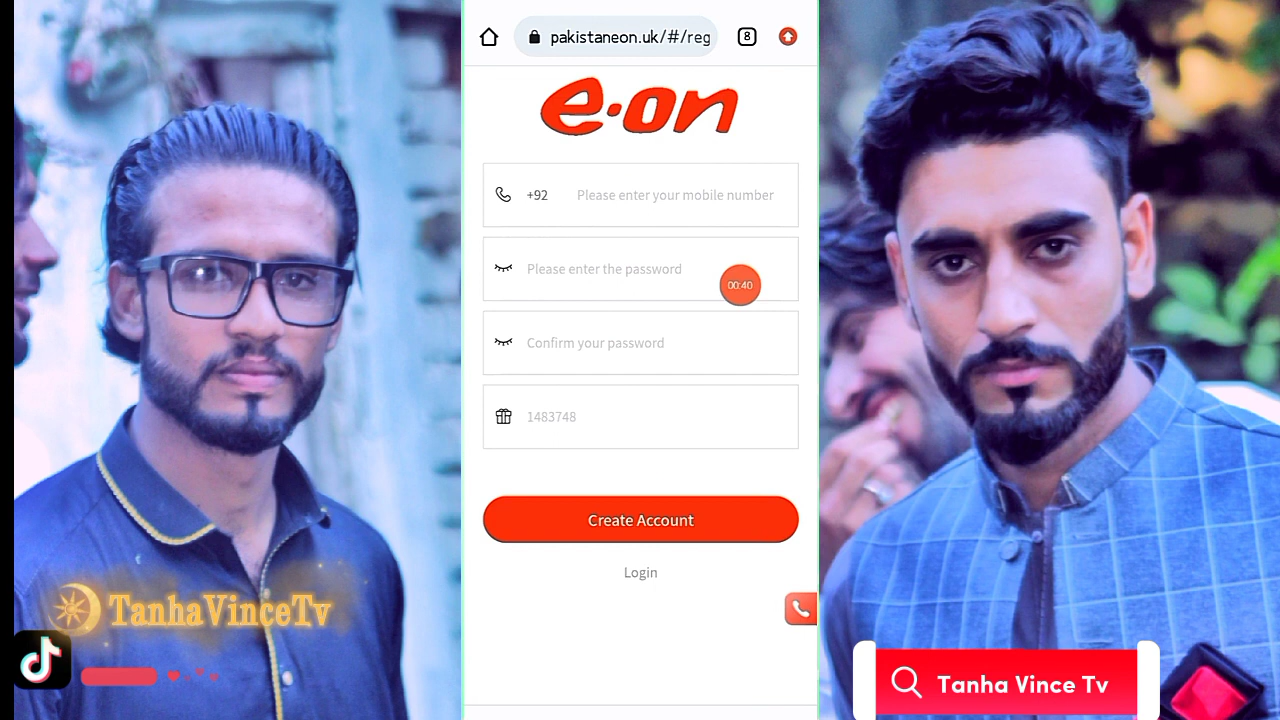 8
pakistaneon.uk/#/reg
e·on
+92 Please enter your mobile number
Please enter the password
00:40
Confirm your password
1483748
Create Account
Login
TanhaVinceTv
Tanha Vince Tv